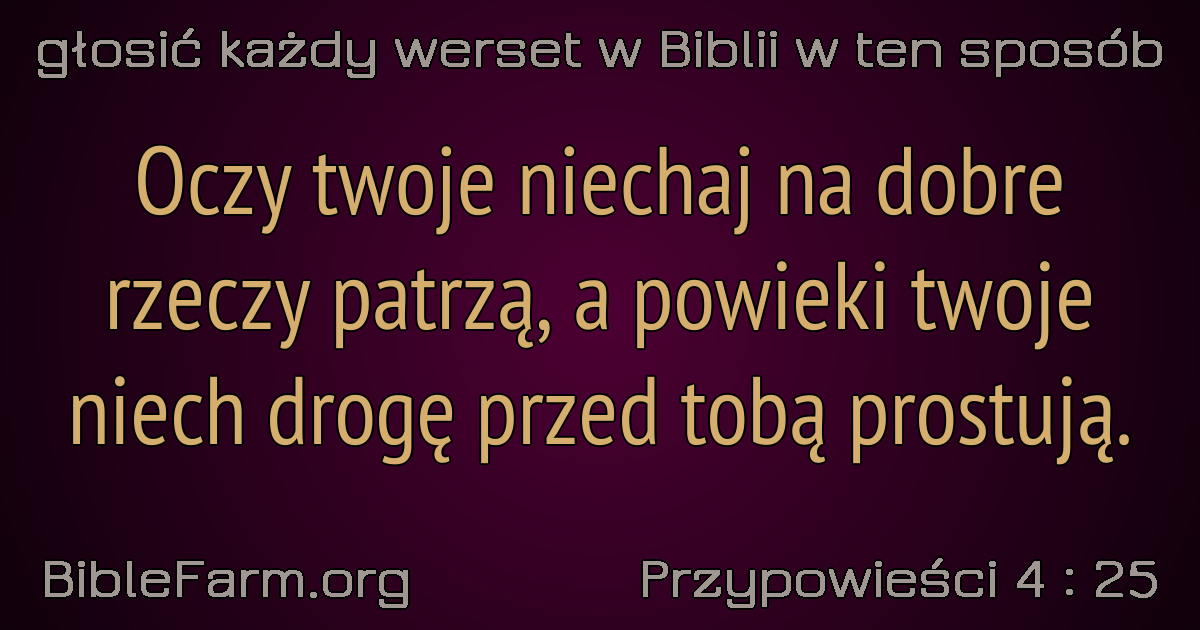 głosić każdy werset w Biblii w ten sposób
Oczy twoje niechaj na dobre
rzeczy patrzą, a powieki twoje
niech drogę przed tobą prostują.
BibleFarm.org
Przypowieści 4 : 25